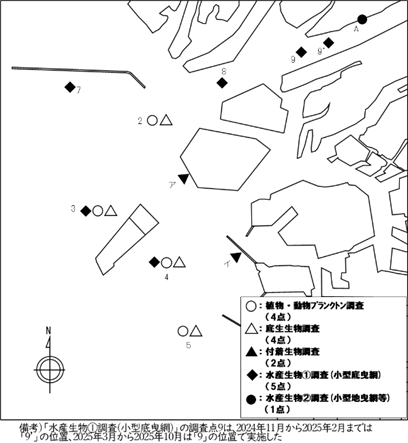 A
9
9'
8
7
2
ア
3
4
イ
5
N
○：植物・動物プランクトン調査
（4点）
△：底生生物調査
（4点）
▲：付着生物調査
（2点）
◆：水産生物①調査（小型底曳網）
（5点）
●：水産生物②調査（小型地曳網等）
（1点）
備考）「水産生物①調査(小型底曳網)」の調査点9は、2024年11月から2025年2月までは
「9'」の位置、2025年3月から2025年10月は「9」の位置で実施した